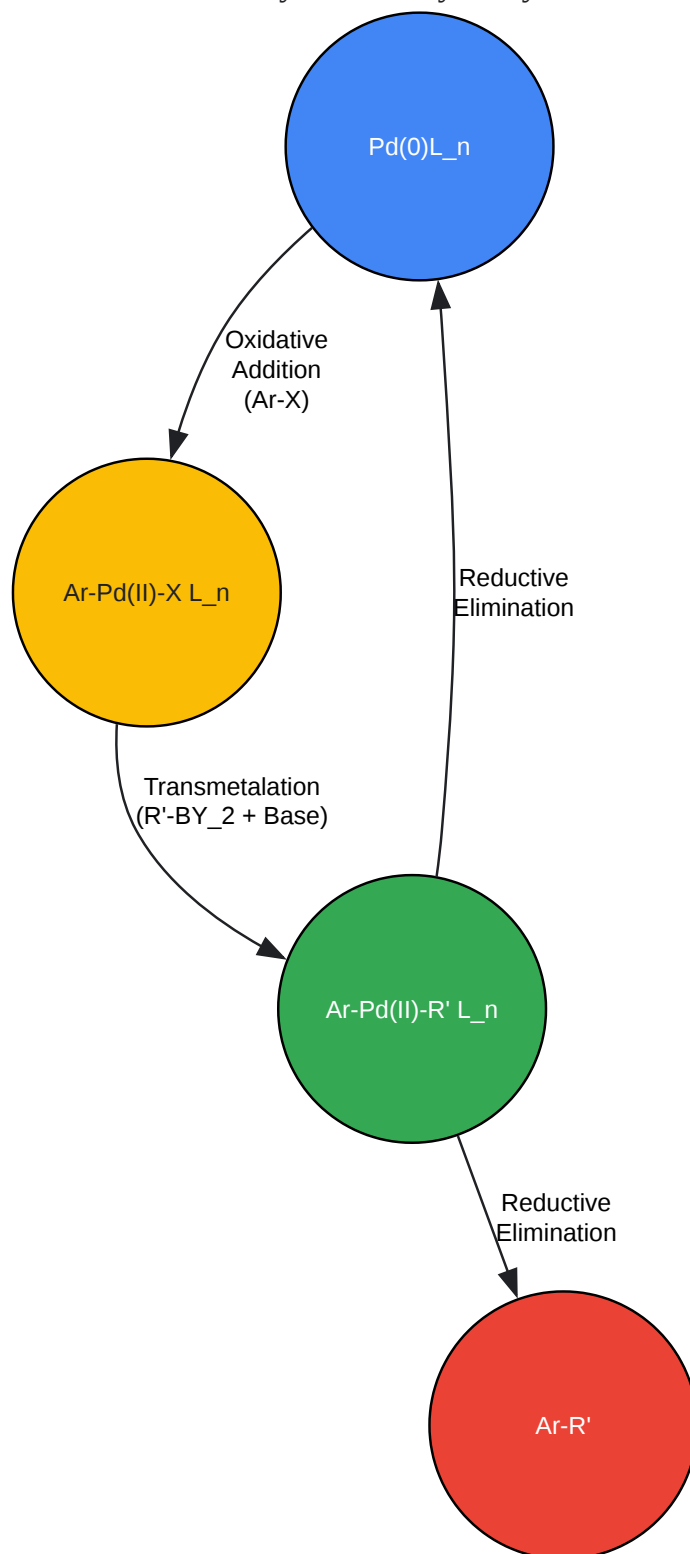 Pd(0)L_n
Oxidative
Addition
(Ar-X)
Ar-Pd(II)-X L_n
Reductive
Elimination
Transmetalation
(R'-BY_2 + Base)
Ar-Pd(II)-R' L_n
Reductive
Elimination
Ar-R'